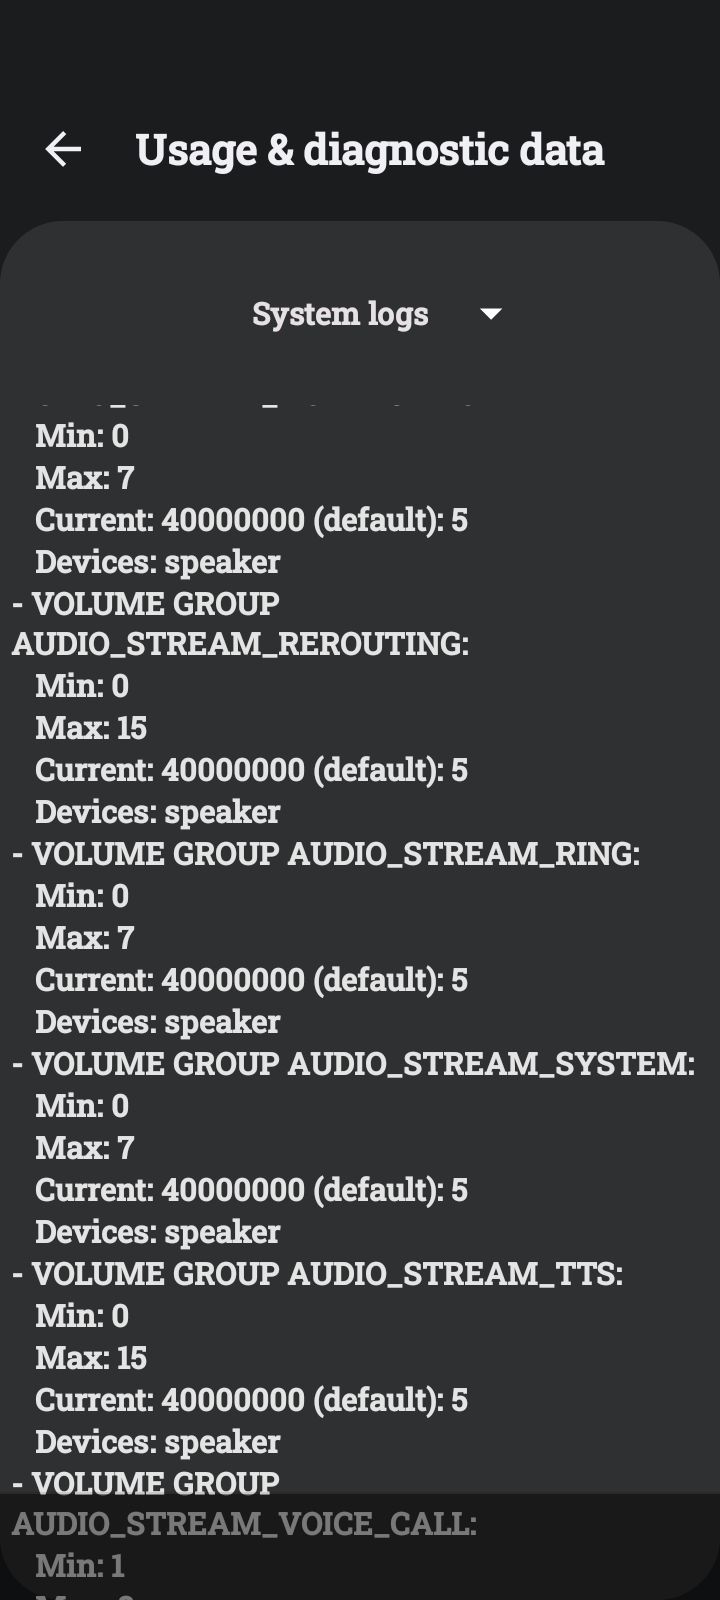 Usage & diagnostic data
System logs
Min: 0
Max: 7
Current: 40000000 (default): 5
Devices: speaker
- VOLUME GROUP
AUDIO_STREAM_REROUTING:
Min: 0
Max: 15
Current: 40000000 (default): 5
Devices: speaker
- VOLUME GROUP AUDIO_STREAM_RING:
Min: 0
Max: 7
Current: 40000000 (default): 5
Devices: speaker
- VOLUME GROUP AUDIO_STREAM_SYSTEM:
Min: 0
Max: 7
Current: 40000000 (default): 5
Devices: speaker
- VOLUME GROUP AUDIO_STREAM_TTS:
Min: 0
Max: 15
Current: 40000000 (default): 5
Devices: speaker
- VOLUME GROUP
AUDIO_STREAM_VOICE_CALL:
Min: 1